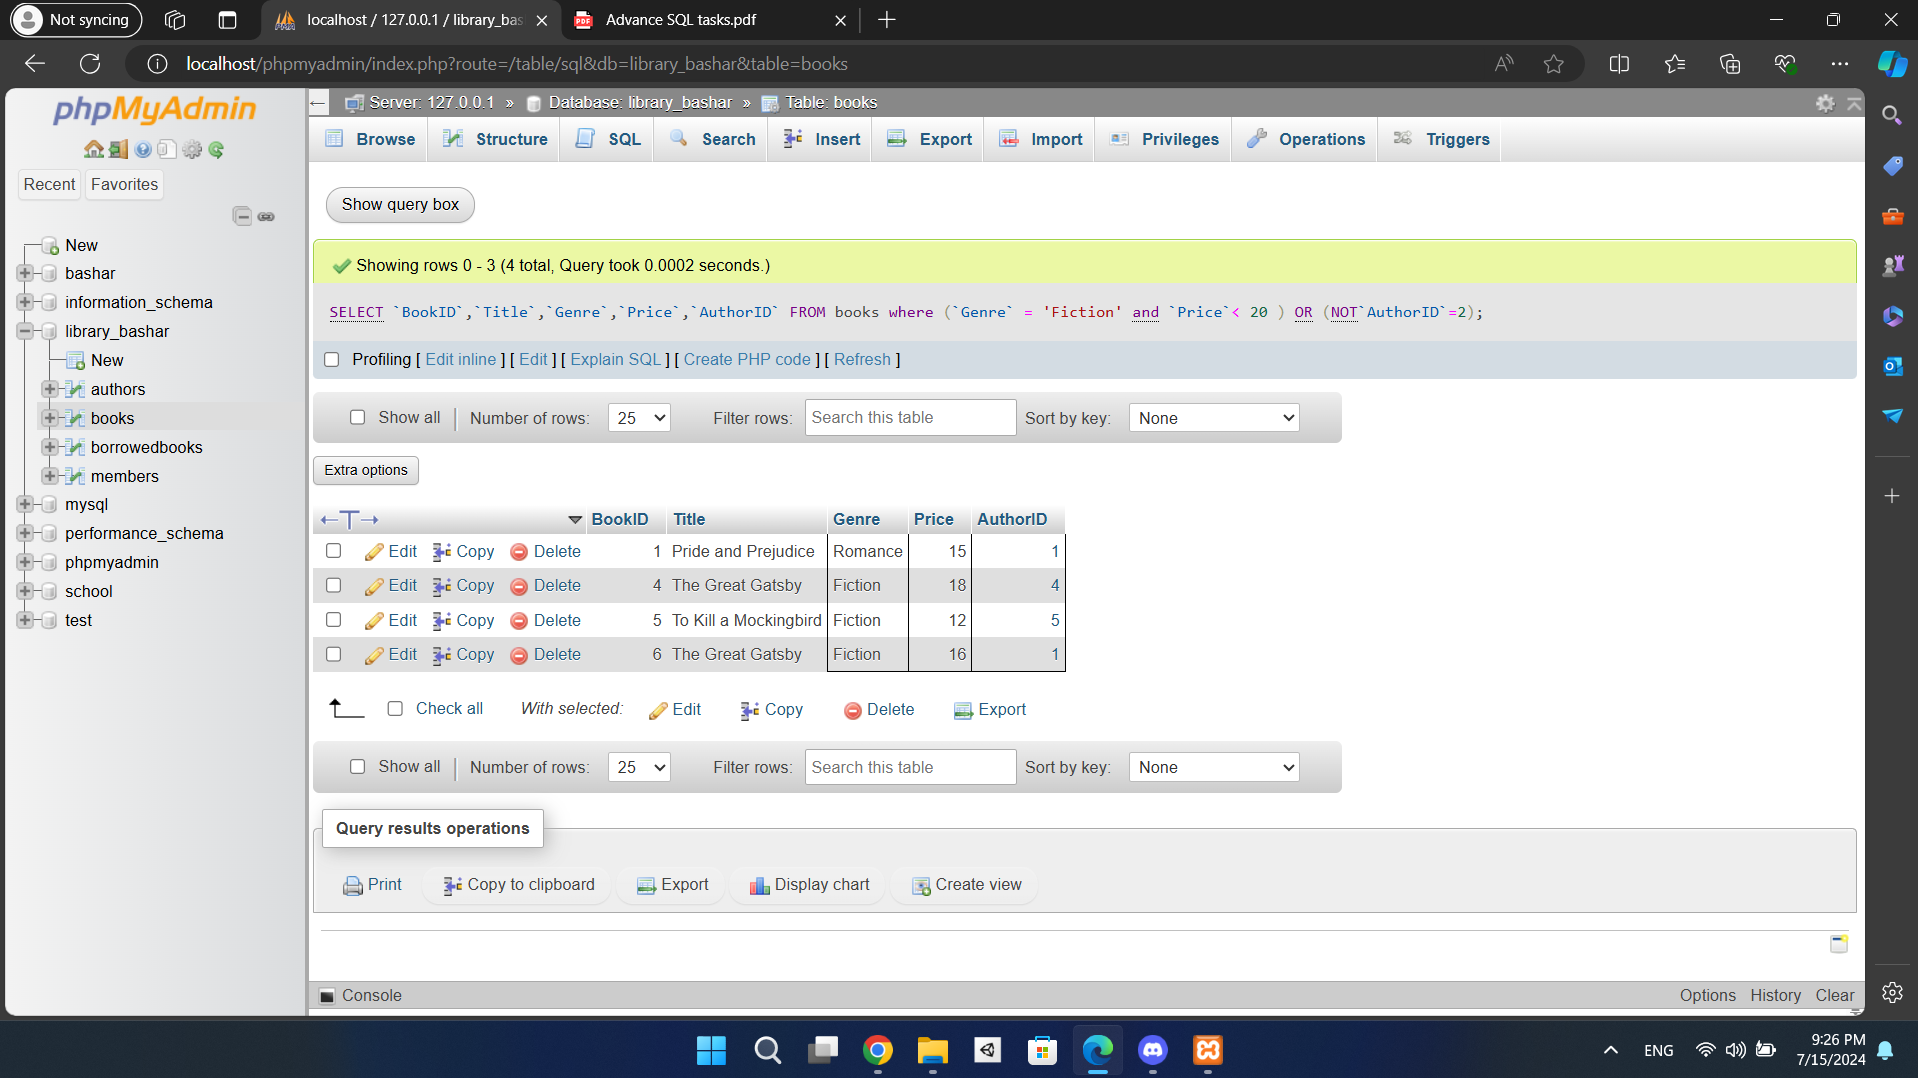 Not syncing
localhost / 127.0.0.1 / library_bas
Advance SQL tasks.pdf
localhost/phpmyadmin/index.php?route=/table/sql&db=library_bashar&table=books
phpMyAdmin
Recent Favorites
New
bashar
information_schema
library_bashar
New
authors
books
borrowedbooks
members
mysql
performance_schema
phpmyadmin
school
test
Server: 127.0.0.1 » Database: library_bashar » Table: books
Browse Structure SQL Search Insert Export Import Privileges Operations Triggers
Show query box
Showing rows 0 - 3 (4 total, Query took 0.0002 seconds.)
SELECT `BookID`,`Title`,`Genre`,`Price`,`AuthorID` FROM books where (`Genre` = 'Fiction' and `Price`< 20 ) OR (NOT`AuthorID`=2);
Profiling [ Edit inline ] [ Edit ] [ Explain SQL ] [ Create PHP code ] [ Refresh ]
Show all Number of rows: 25 Filter rows: Search this table Sort by key: None
Extra options
←T→ BookID Title Genre Price AuthorID
Edit Copy Delete 1 Pride and Prejudice Romance 15 1
Edit Copy Delete 4 The Great Gatsby Fiction 18 4
Edit Copy Delete 5 To Kill a Mockingbird Fiction 12 5
Edit Copy Delete 6 The Great Gatsby Fiction 16 1
Check all With selected: Edit Copy Delete Export
Show all Number of rows: 25 Filter rows: Search this table Sort by key: None
Query results operations
Print Copy to clipboard Export Display chart Create view
Console Options History Clear
ENG
9:26 PM
7/15/2024